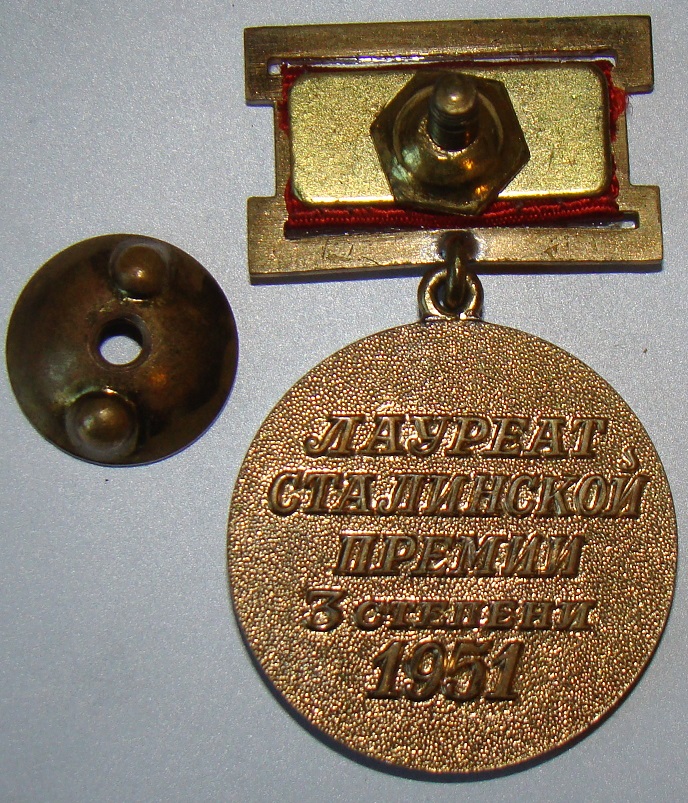 ЛАУРЕАТ
СТАЛИНСКОЙ
ПРЕМИИ
3 СТЕПЕНИ
1951